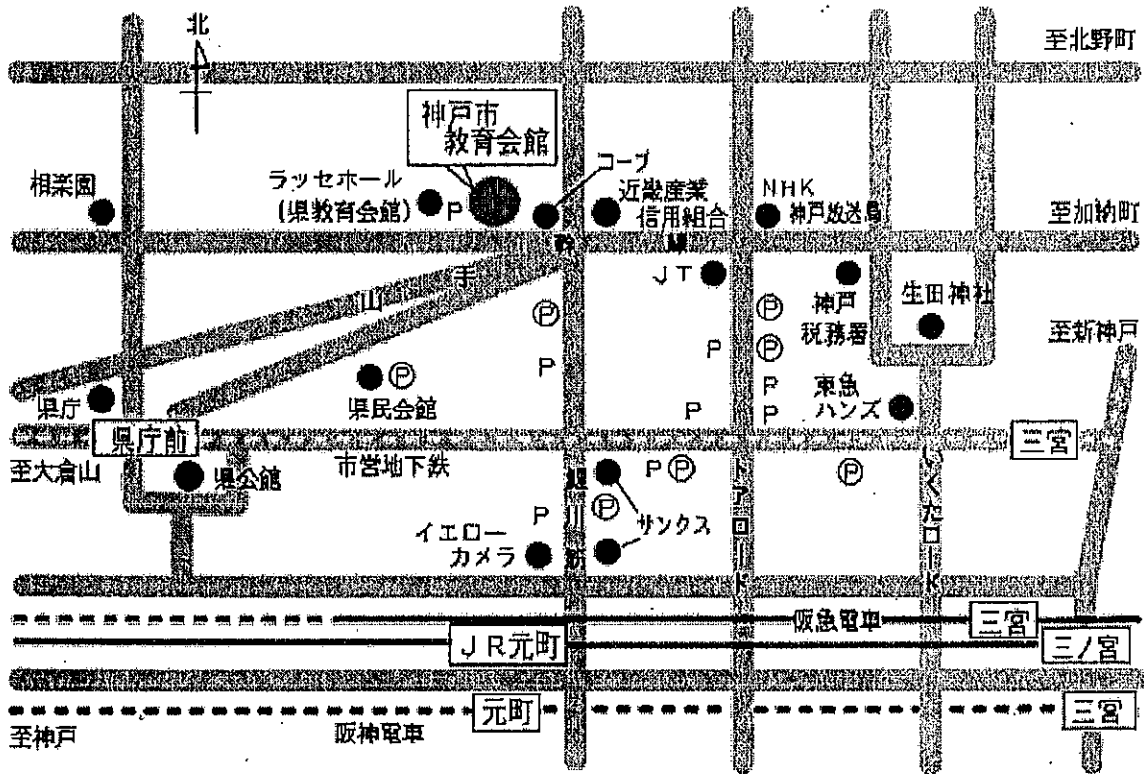 北
至北野町
神戸市
教育会館
コープ
相楽園
ラッセホール
(県教育会館)
P
近畿産業
信用組合
NHK
神戸放送局
至加納町
山
手
幹
線
JT
神戸
税務署
生田神社
至新神戸
P
P
P
P
P
P
P
P
県庁
県民会館
P
東急
ハンズ
県庁前
三宮
至大倉山
県公館
市営地下鉄
P
P
P
P
P
サンクス
イエロー
カメラ
鯉川筋
トアロード
いくたロード
阪急電車
三宮
JR元町
三ノ宮
元町
三宮
至神戸
阪神電車